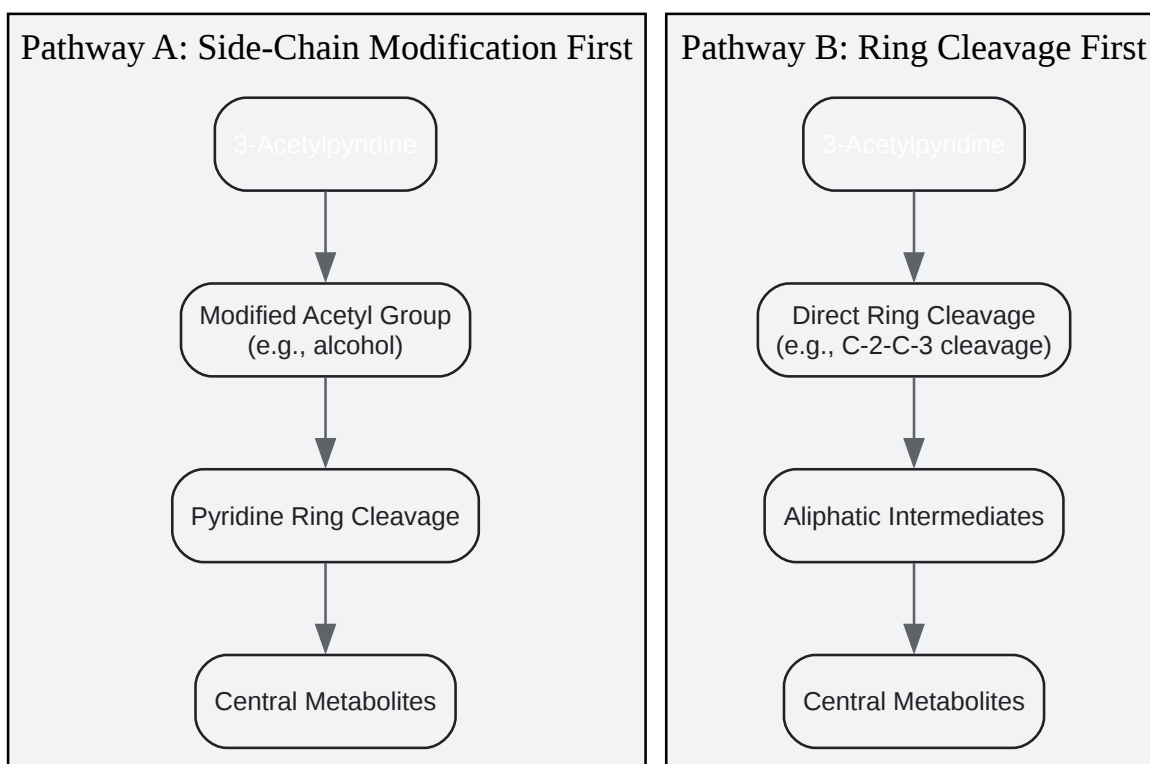 Pathway A: Side-Chain Modification First
3-Acetylpyridine
Modified Acetyl Group
(e.g., alcohol)
Pyridine Ring Cleavage
Central Metabolites
Pathway B: Ring Cleavage First
3-Acetylpyridine
Direct Ring Cleavage
(e.g., C-2-C-3 cleavage)
Aliphatic Intermediates
Central Metabolites